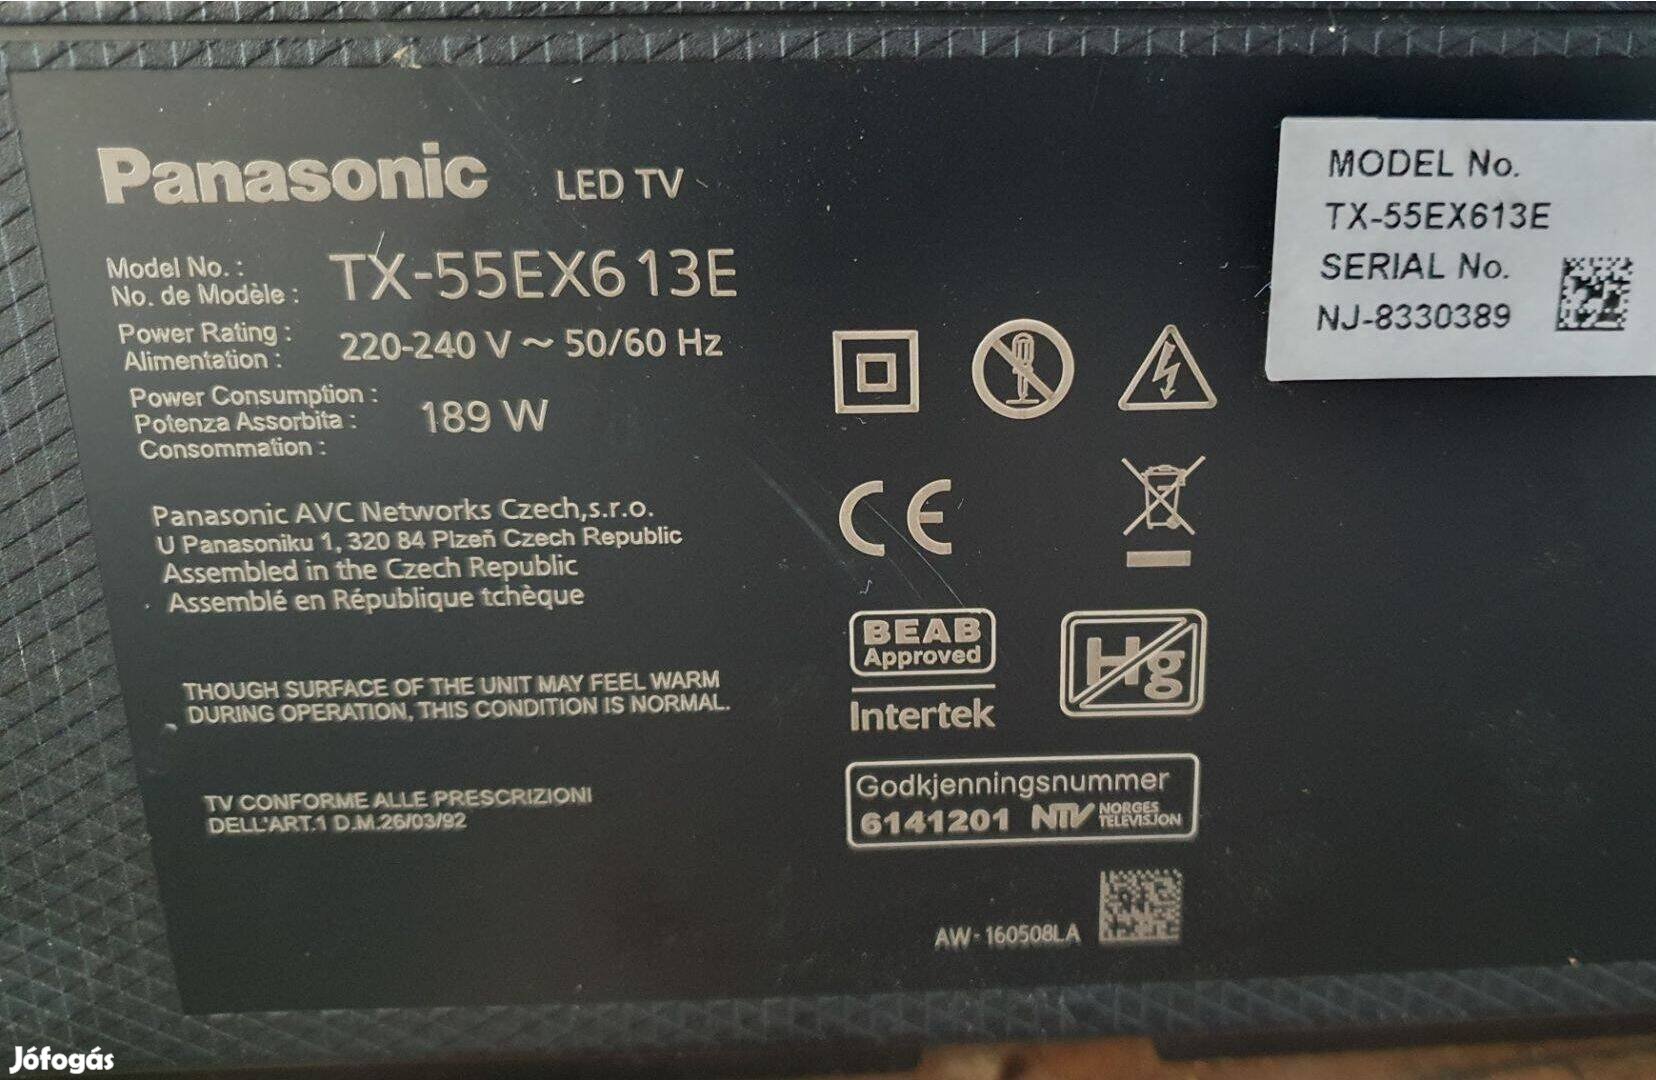 Panasonic LED TV
Model No. :
No. de Modèle :
TX-55EX613E
Power Rating :
Alimentation :
220-240 V ~ 50/60 Hz
Power Consumption :
Potenza Assorbita :
Consommation :
189 W
Panasonic AVC Networks Czech,s.r.o.
U Panasoniku 1, 320 84 Plzeň Czech Republic
Assembled in the Czech Republic
Assemblé en République tchèque
THOUGH SURFACE OF THE UNIT MAY FEEL WARM
DURING OPERATION, THIS CONDITION IS NORMAL.
TV CONFORME ALLE PRESCRIZIONI
DELL'ART.1 D.M.26/03/92
CE
BEAB
Approved
Intertek
Hg
Godkjenningsnummer
6141201 NTV NORGES
TELEVISJON
AW-160508LA
MODEL No.
TX-55EX613E
SERIAL No.
NJ-8330389
Jófogás